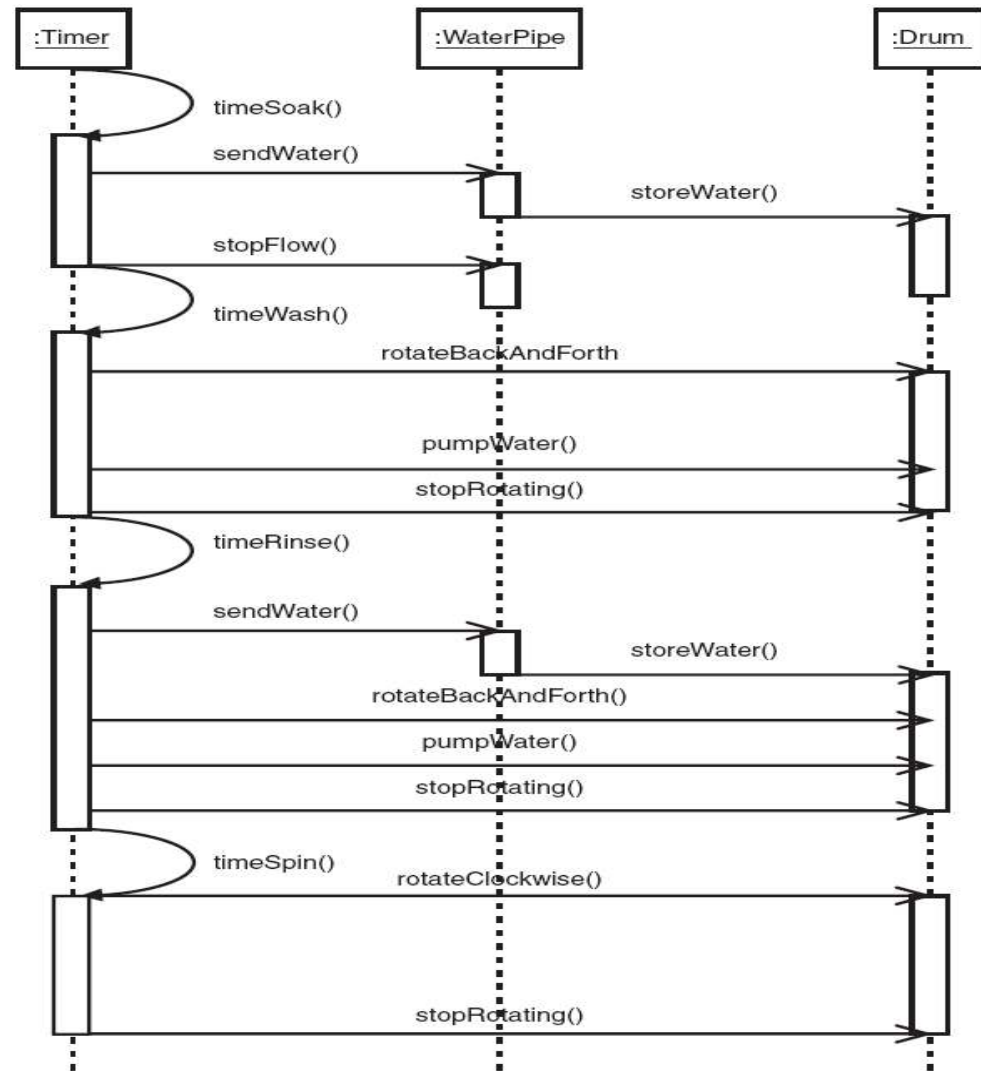 :Timer
:WaterPipe
:Drum
timeSoak()
sendWater()
storeWater()
stopFlow()
timeWash()
rotateBackAndForth
pumpWater()
stopRotating()
timeRinse()
sendWater()
storeWater()
rotateBackAndForth()
pumpWater()
stopRotating()
timeSpin()
rotateClockwise()
stopRotating()